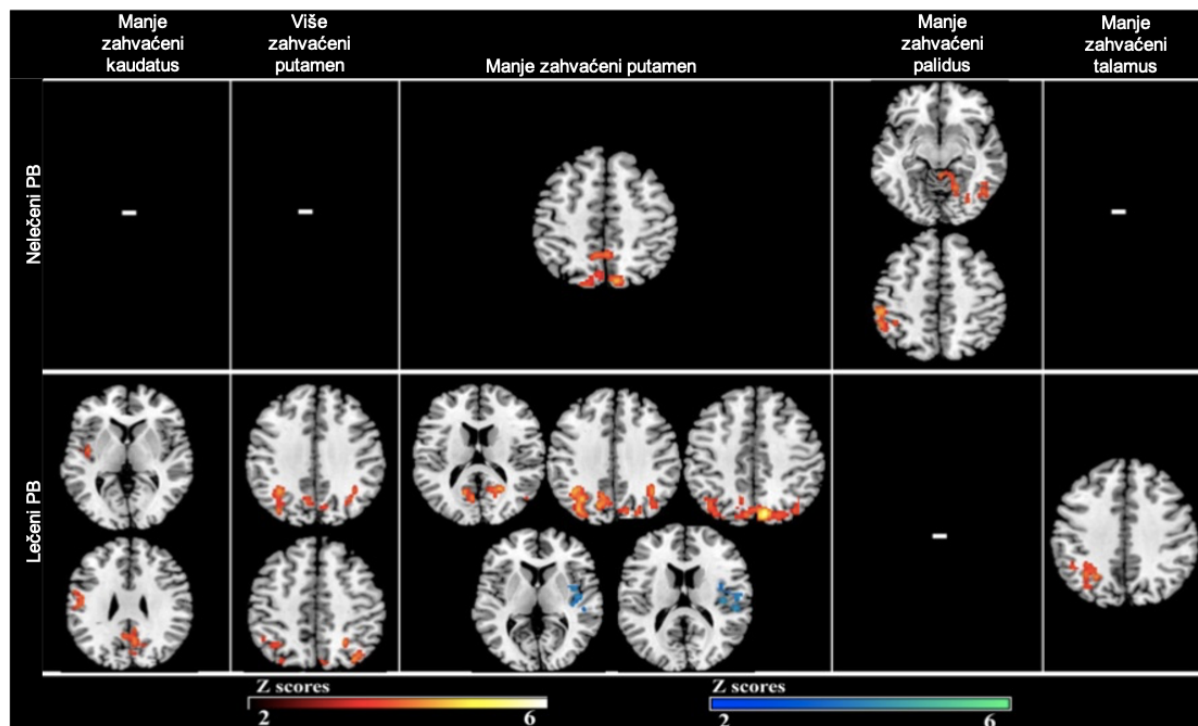 Manje
zahvaćeni
kaudatus
Više
zahvaćeni
putamen
Manje zahvaćeni putamen
Manje
zahvaćeni
palidus
Manje
zahvaćeni
talamus
Nelečeni PB
Lečeni PB
Z scores
2 6
Z scores
2 6